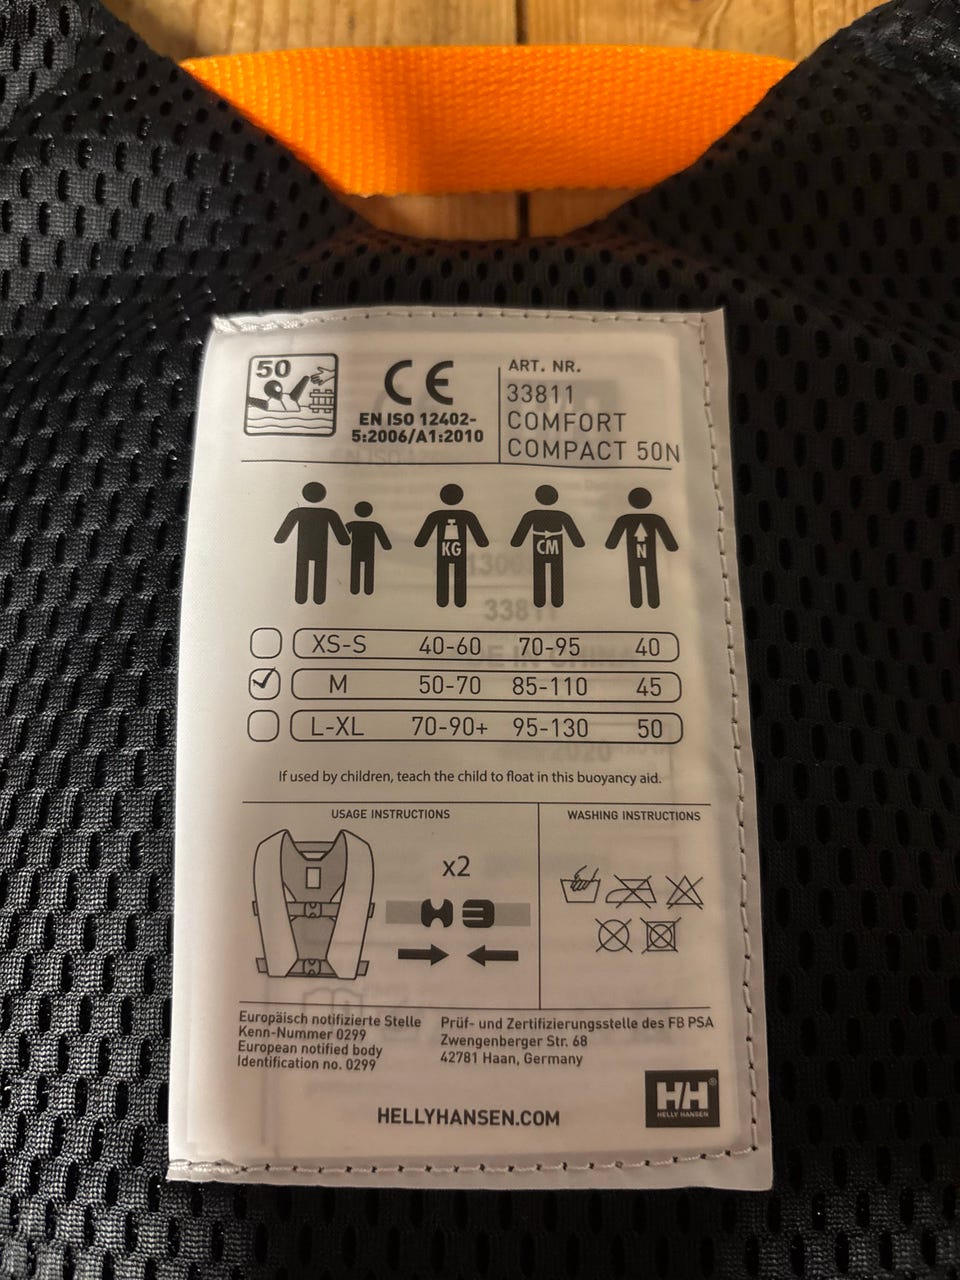 50
CE
EN ISO 12402-
5:2006/A1:2010
ART. NR.
33811
COMFORT
COMPACT 50N
KG
CM
N
XS-S 40-60 70-95 40
M 50-70 85-110 45
L-XL 70-90+ 95-130 50
If used by children, teach the child to float in this buoyancy aid.
USAGE INSTRUCTIONS
x2
WASHING INSTRUCTIONS
Europäisch notifizierte Stelle
Kenn-Nummer 0299
European notified body
Identification no. 0299
Prüf- und Zertifizierungsstelle des FB PSA
Zwengenberger Str. 68
42781 Haan, Germany
HELLYHANSEN.COM
HH®
HELLY HANSEN